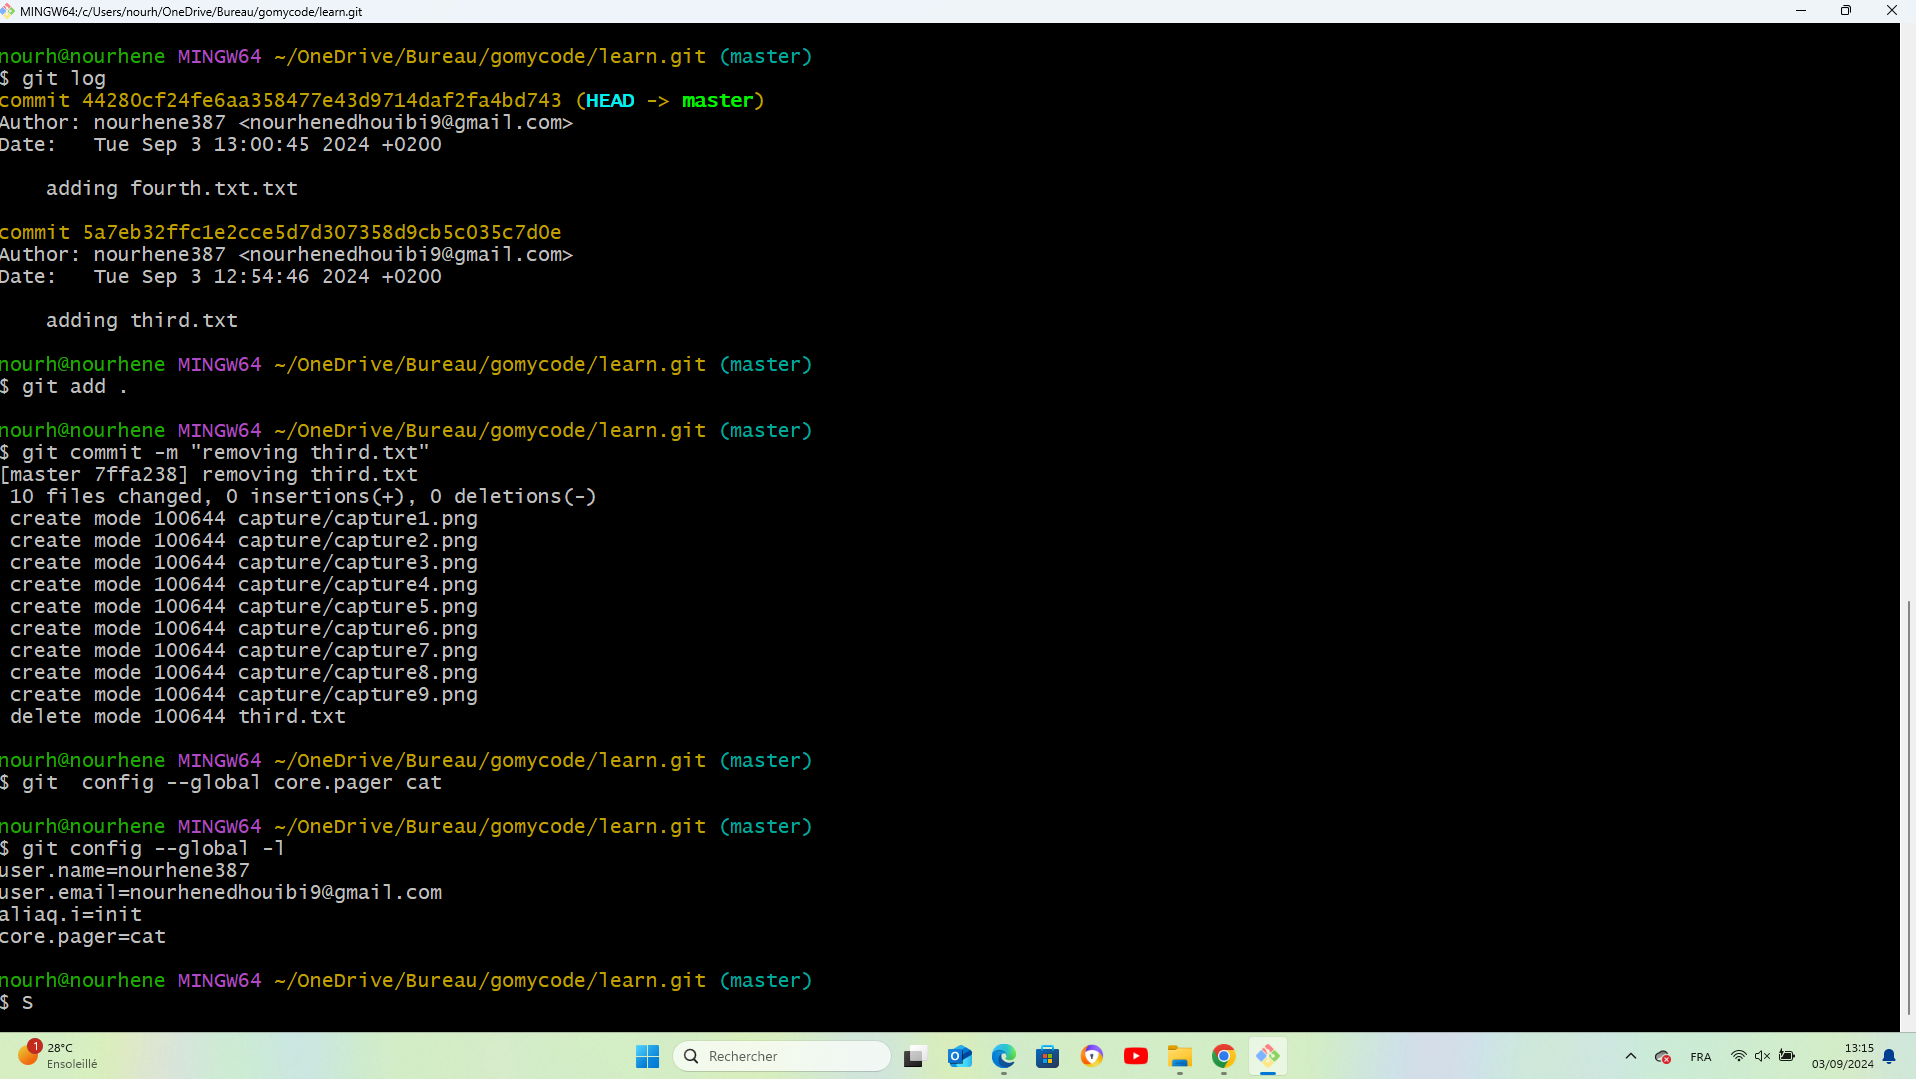 MINGW64:/c/Users/nourh/OneDrive/Bureau/gomycode/learn.git
nourh@nourhene MINGW64 ~/OneDrive/Bureau/gomycode/learn.git (master)
$ git log
commit 44280cf24fe6aa358477e43d9714daf2fa4bd743 (HEAD -> master)
Author: nourhene387 <nourhenedhouibi9@gmail.com>
Date:   Tue Sep 3 13:00:45 2024 +0200
adding fourth.txt.txt
commit 5a7eb32ffc1e2cce5d7d307358d9cb5c035c7d0e
Author: nourhene387 <nourhenedhouibi9@gmail.com>
Date:   Tue Sep 3 12:54:46 2024 +0200
adding third.txt
nourh@nourhene MINGW64 ~/OneDrive/Bureau/gomycode/learn.git (master)
$ git add .
nourh@nourhene MINGW64 ~/OneDrive/Bureau/gomycode/learn.git (master)
$ git commit -m "removing third.txt"
[master 7ffa238] removing third.txt
10 files changed, 0 insertions(+), 0 deletions(-)
create mode 100644 capture/capture1.png
create mode 100644 capture/capture2.png
create mode 100644 capture/capture3.png
create mode 100644 capture/capture4.png
create mode 100644 capture/capture5.png
create mode 100644 capture/capture6.png
create mode 100644 capture/capture7.png
create mode 100644 capture/capture8.png
create mode 100644 capture/capture9.png
delete mode 100644 third.txt
nourh@nourhene MINGW64 ~/OneDrive/Bureau/gomycode/learn.git (master)
$ git  config --global core.pager cat
nourh@nourhene MINGW64 ~/OneDrive/Bureau/gomycode/learn.git (master)
$ git config --global -l
user.name=nourhene387
user.email=nourhenedhouibi9@gmail.com
aliaq.i=init
core.pager=cat
nourh@nourhene MINGW64 ~/OneDrive/Bureau/gomycode/learn.git (master)
$ S
1
28°C
Ensoleillé
Rechercher
FRA
13:15
03/09/2024